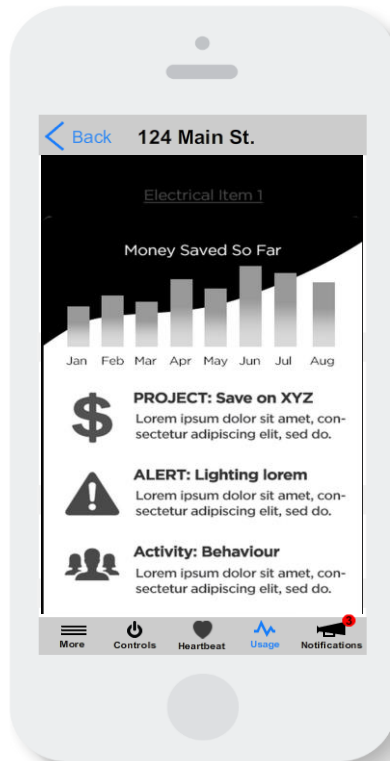 Back 124 Main St.
Electrical Item 1
Money Saved So Far
Jan Feb Mar Apr May Jun Jul Aug
PROJECT: Save on XYZ
Lorem ipsum dolor sit amet, con-
sectetur adipiscing elit, sed do.
ALERT: Lighting lorem
Lorem ipsum dolor sit amet, con-
sectetur adipiscing elit, sed do.
Activity: Behaviour
Lorem ipsum dolor sit amet, con-
sectetur adipiscing elit, sed do.
3
More Controls Heartbeat Usage Notifications